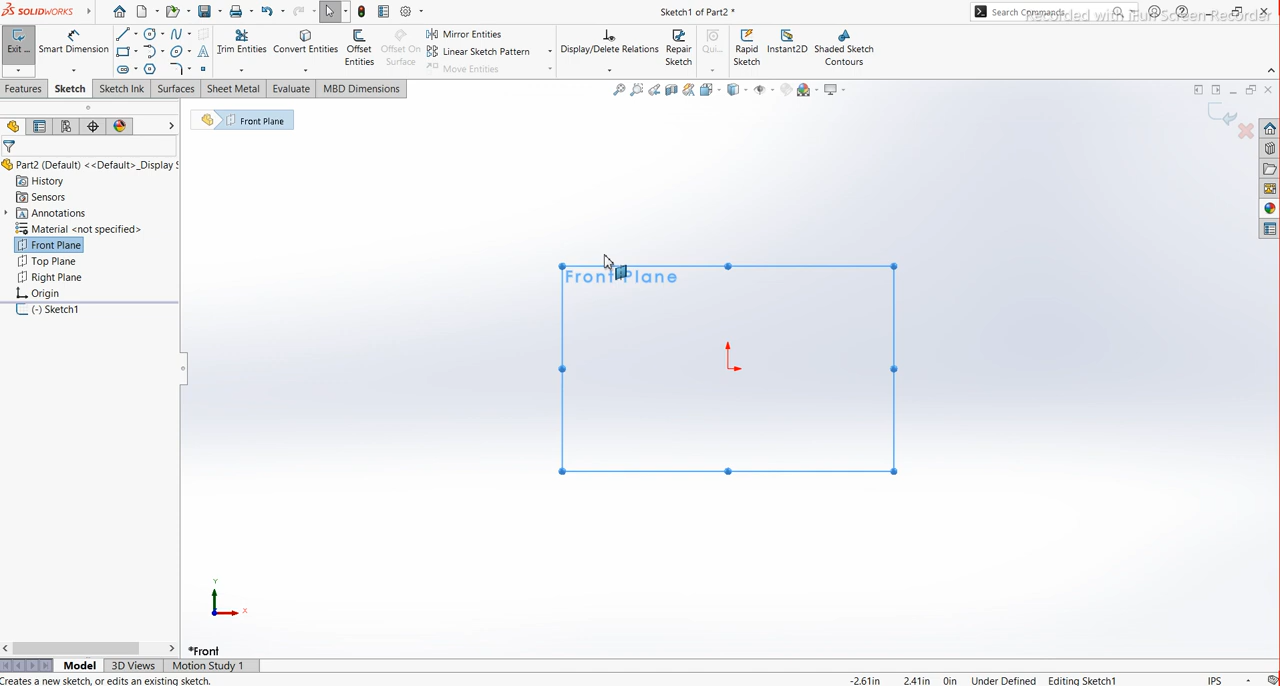 SOLIDWORKS
Sketch1 of Part2 *
Search Commands
Recorded with iTop Screen Recorder
Exit ...
Smart Dimension
Trim Entities
Convert Entities
Offset Entities
Offset On Surface
Mirror Entities
Linear Sketch Pattern
Move Entities
Display/Delete Relations
Repair Sketch
Qui...
Rapid Sketch
Instant2D
Shaded Sketch Contours
Features
Sketch
Sketch Ink
Surfaces
Sheet Metal
Evaluate
MBD Dimensions
Front Plane
Part2 (Default) <<Default>_Display S
History
Sensors
Annotations
Material <not specified>
Front Plane
Top Plane
Right Plane
Origin
(-) Sketch1
Front Plane
Y
X
*Front
Model
3D Views
Motion Study 1
Creates a new sketch, or edits an existing sketch.
-2.61in
2.41in
0in
Under Defined
Editing Sketch1
IPS